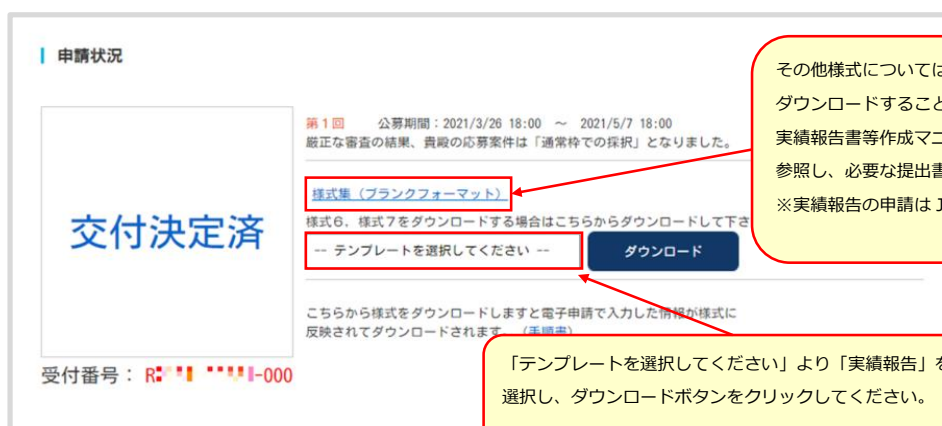 申請状況
第1回 公募期間：2021/3/26 18:00 ～ 2021/5/7 18:00
厳正な審査の結果、貴殿の応募案件は「通常枠での採択」となりました。
様式集（ブランクフォーマット）
様式6、様式7をダウンロードする場合はこちらからダウンロードして下さ
-- テンプレートを選択してください --
ダウンロード
交付決定済
こちらから様式をダウンロードしますと電子申請で入力した情報が様式に
反映されてダウンロードされます。（手順書）
受付番号： R -000
その他様式については
ダウンロードすること
実績報告書等作成マニ
参照し、必要な提出書
※実績報告の申請はJ
「テンプレートを選択してください」より「実績報告」を
選択し、ダウンロードボタンをクリックしてください。